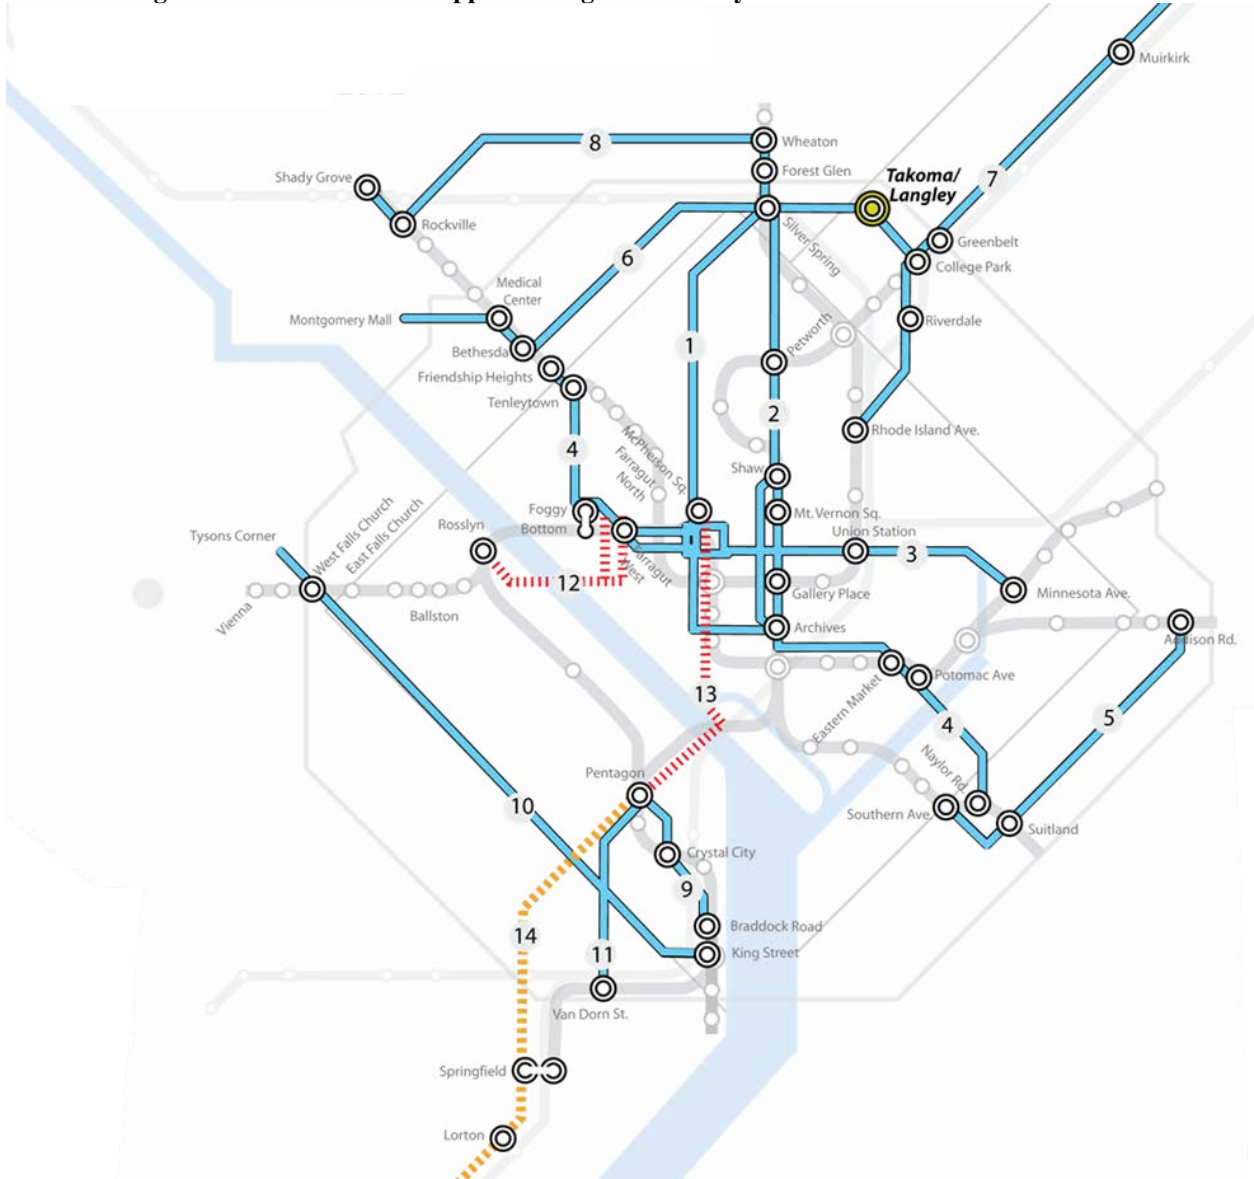 Muirkirk
8
Wheaton
Forest Glen
Takoma/
Langley
7
Shady Grove
Rockville
Silver Spring
Greenbelt
College Park
6
Medical
Center
Montgomery Mall
Riverdale
Bethesda
1
Petworth
Friendship Heights
Tenleytown
2
Rhode Island Ave.
4
McPherson Sq.
Farragut
North
Shaw
Foggy
Bottom
Mt. Vernon Sq.
Rosslyn
Union Station
Tysons Corner
West Falls Church
East Falls Church
3
Farragut
West
12
Gallery Place
Minnesota Ave.
Vienna
Ballston
Archives
Addison Rd.
Potomac Ave
Eastern Market
13
4
5
Naylor Rd.
Pentagon
10
Southern Ave.
Suitland
Crystal City
9
Braddock Road
14
11
King Street
Van Dorn St.
Springfield
Lorton